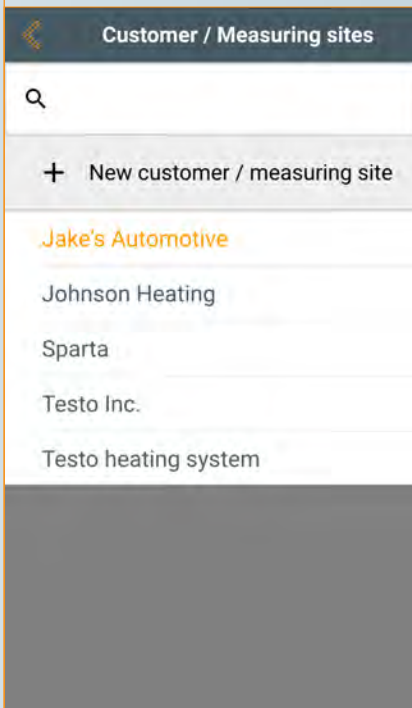 Customer / Measuring sites
New customer / measuring site
Jake's Automotive
Johnson Heating
Sparta
Testo Inc.
Testo heating system